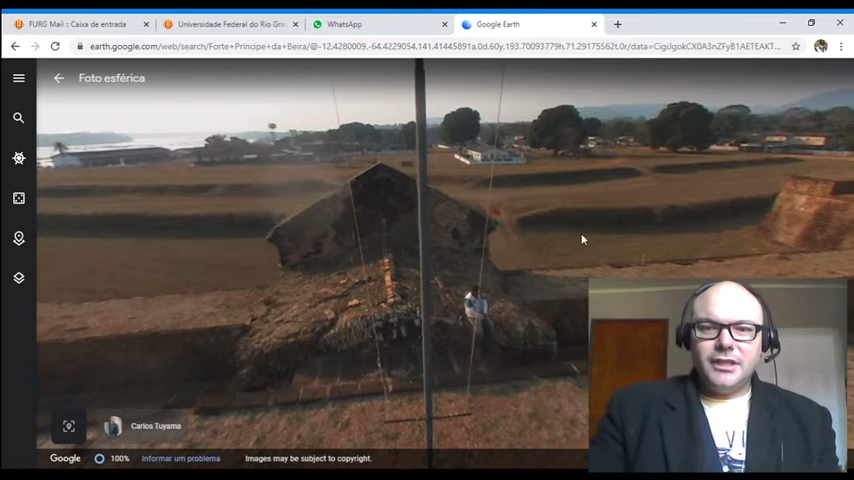 FURG Mail :: Caixa de entrada
Universidade Federal do Rio Gra
WhatsApp
Google Earth
earth.google.com/web/search/Forte+Príncipe+da+Beira/@-12.4280009,-64.4229054,141.41445891a,0d,60y,193.70093779h,71.29175562t,0r/data=CigiJgokCX0A3nZFyB1AETEAKT...
Foto esférica
Carlos Tuyama
Google
100%
Informar um problema
Images may be subject to copyright.